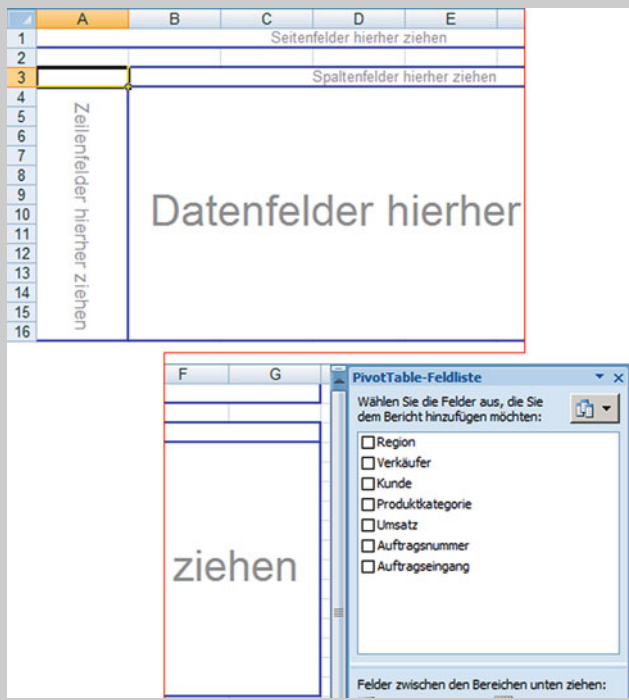 A B C D E
1 Seitenfelder hierher ziehen
2
3 Spaltenfelder hierher ziehen
4
5
6
7
8
9
10
11
12
13
14
15
16
Zeilenfelder hierher ziehen
Datenfelder hierher
F G
ziehen
PivotTable-Feldliste
Wählen Sie die Felder aus, die Sie
dem Bericht hinzufügen möchten:
Region
Verkäufer
Kunde
Produktkategorie
Umsatz
Auftragsnummer
Auftragseingang
Felder zwischen den Bereichen unten ziehen: